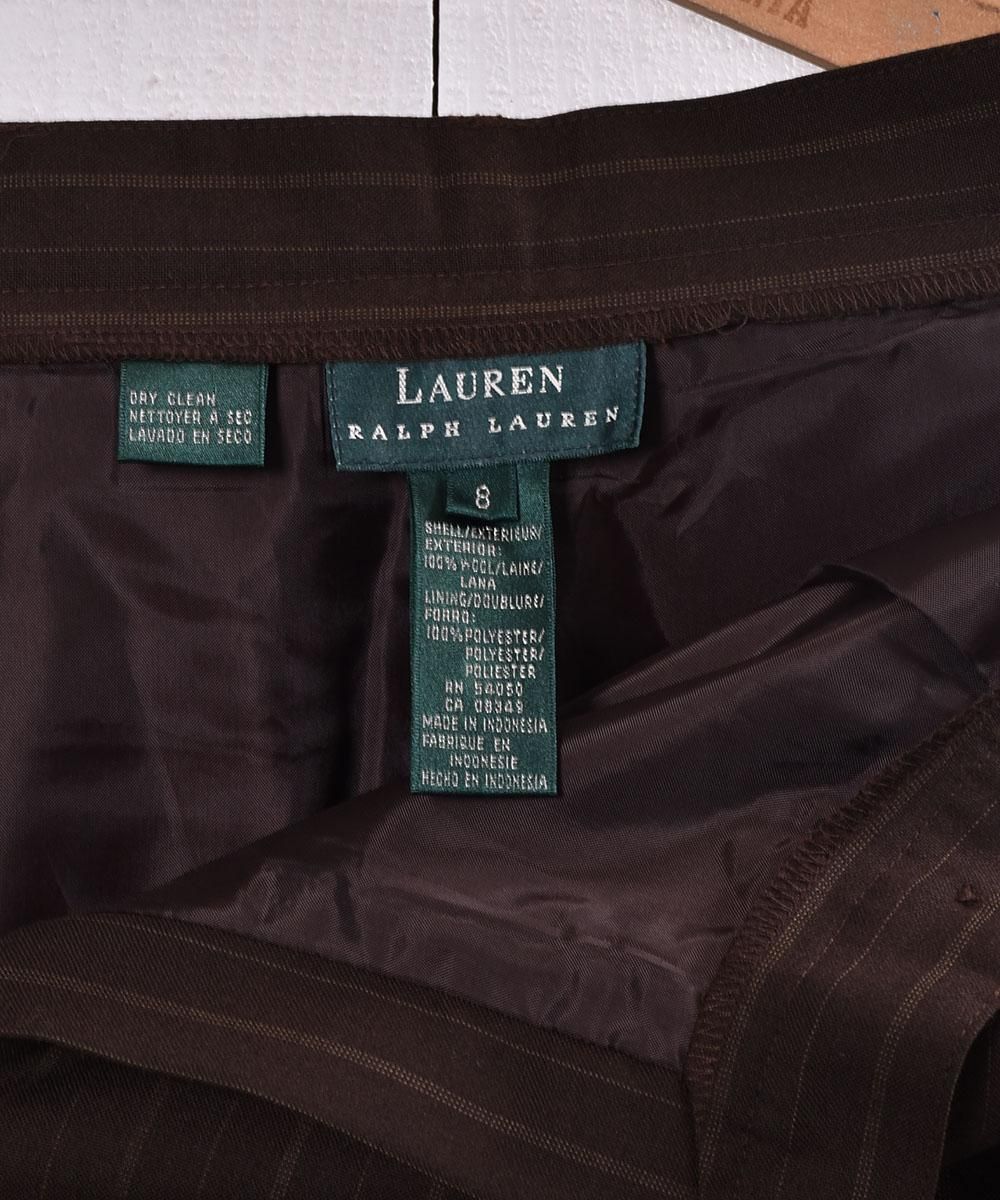 DRY CLEAN
NETTOYER À SEC
LAVADO EN SECO
LAUREN
RALPH LAUREN
8
SHELL/EXTERIEUR/
EXTERIOR:
100% WOOL/LAINE/
LANA
LINING/DOUBLURE/
FORRO:
100%POLYESTER/
POLYESTER/
POLIESTER
RN 54050
CA 08349
MADE IN INDONESIA
FABRIQUE EN
INDONESIE
HECHO EN INDONESIA